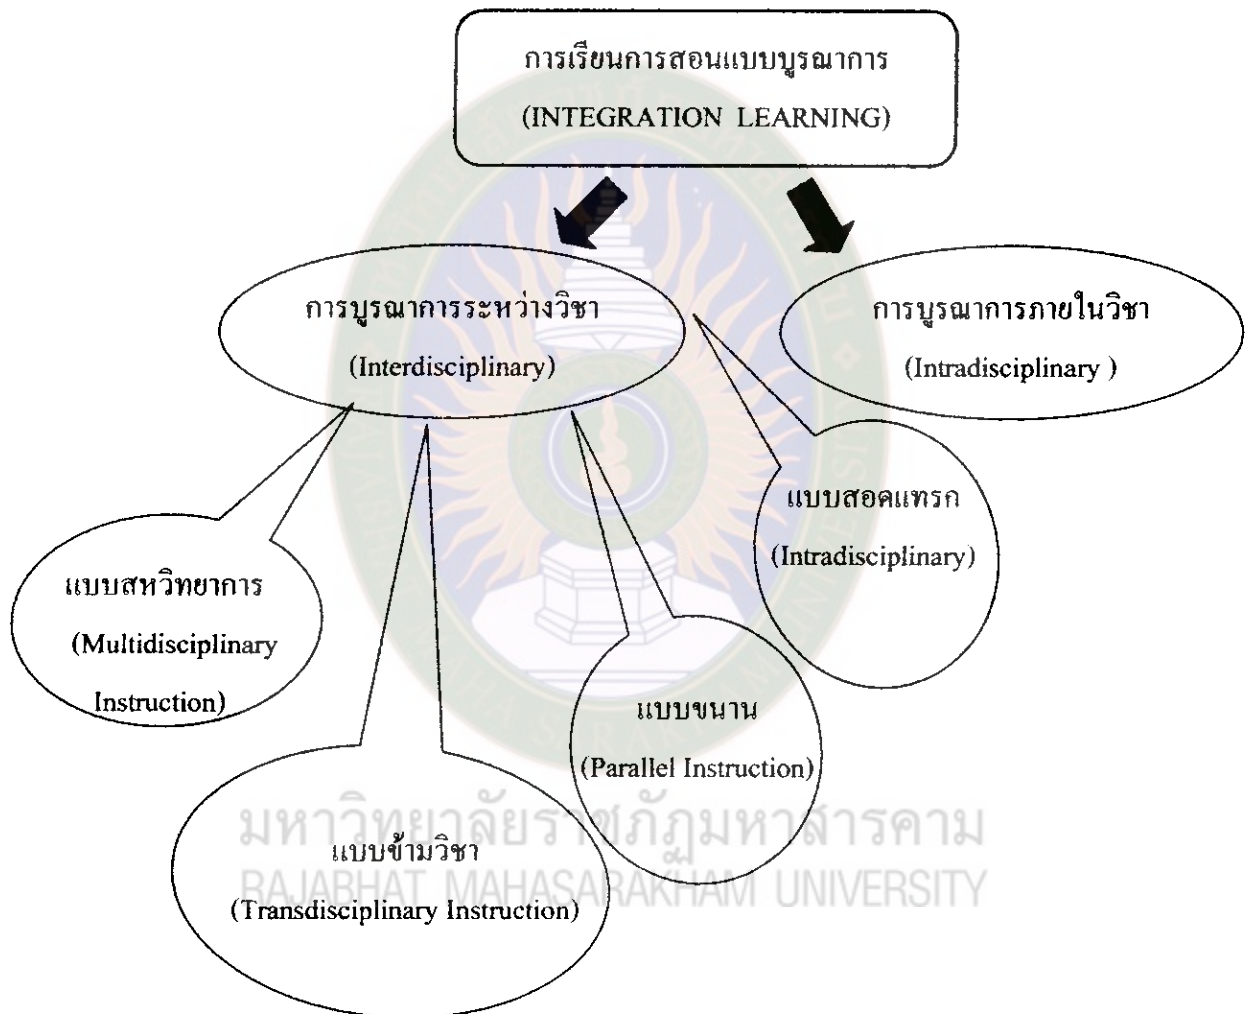 การเรียนการสอนแบบบูรณาการ
(INTEGRATION LEARNING)
การบูรณาการระหว่างวิชา
(Interdisciplinary)
การบูรณาการภายในวิชา
(Intradisciplinary )
แบบสอดแทรก
(Intradisciplinary)
แบบสหวิทยาการ
(Multidisciplinary
Instruction)
แบบขนาน
(Parallel Instruction)
แบบข้ามวิชา
(Transdisciplinary Instruction)
มหาวิทยาลัยราชภัฏมหาสารคาม
RAJABHAT MAHASARAKHAM UNIVERSITY